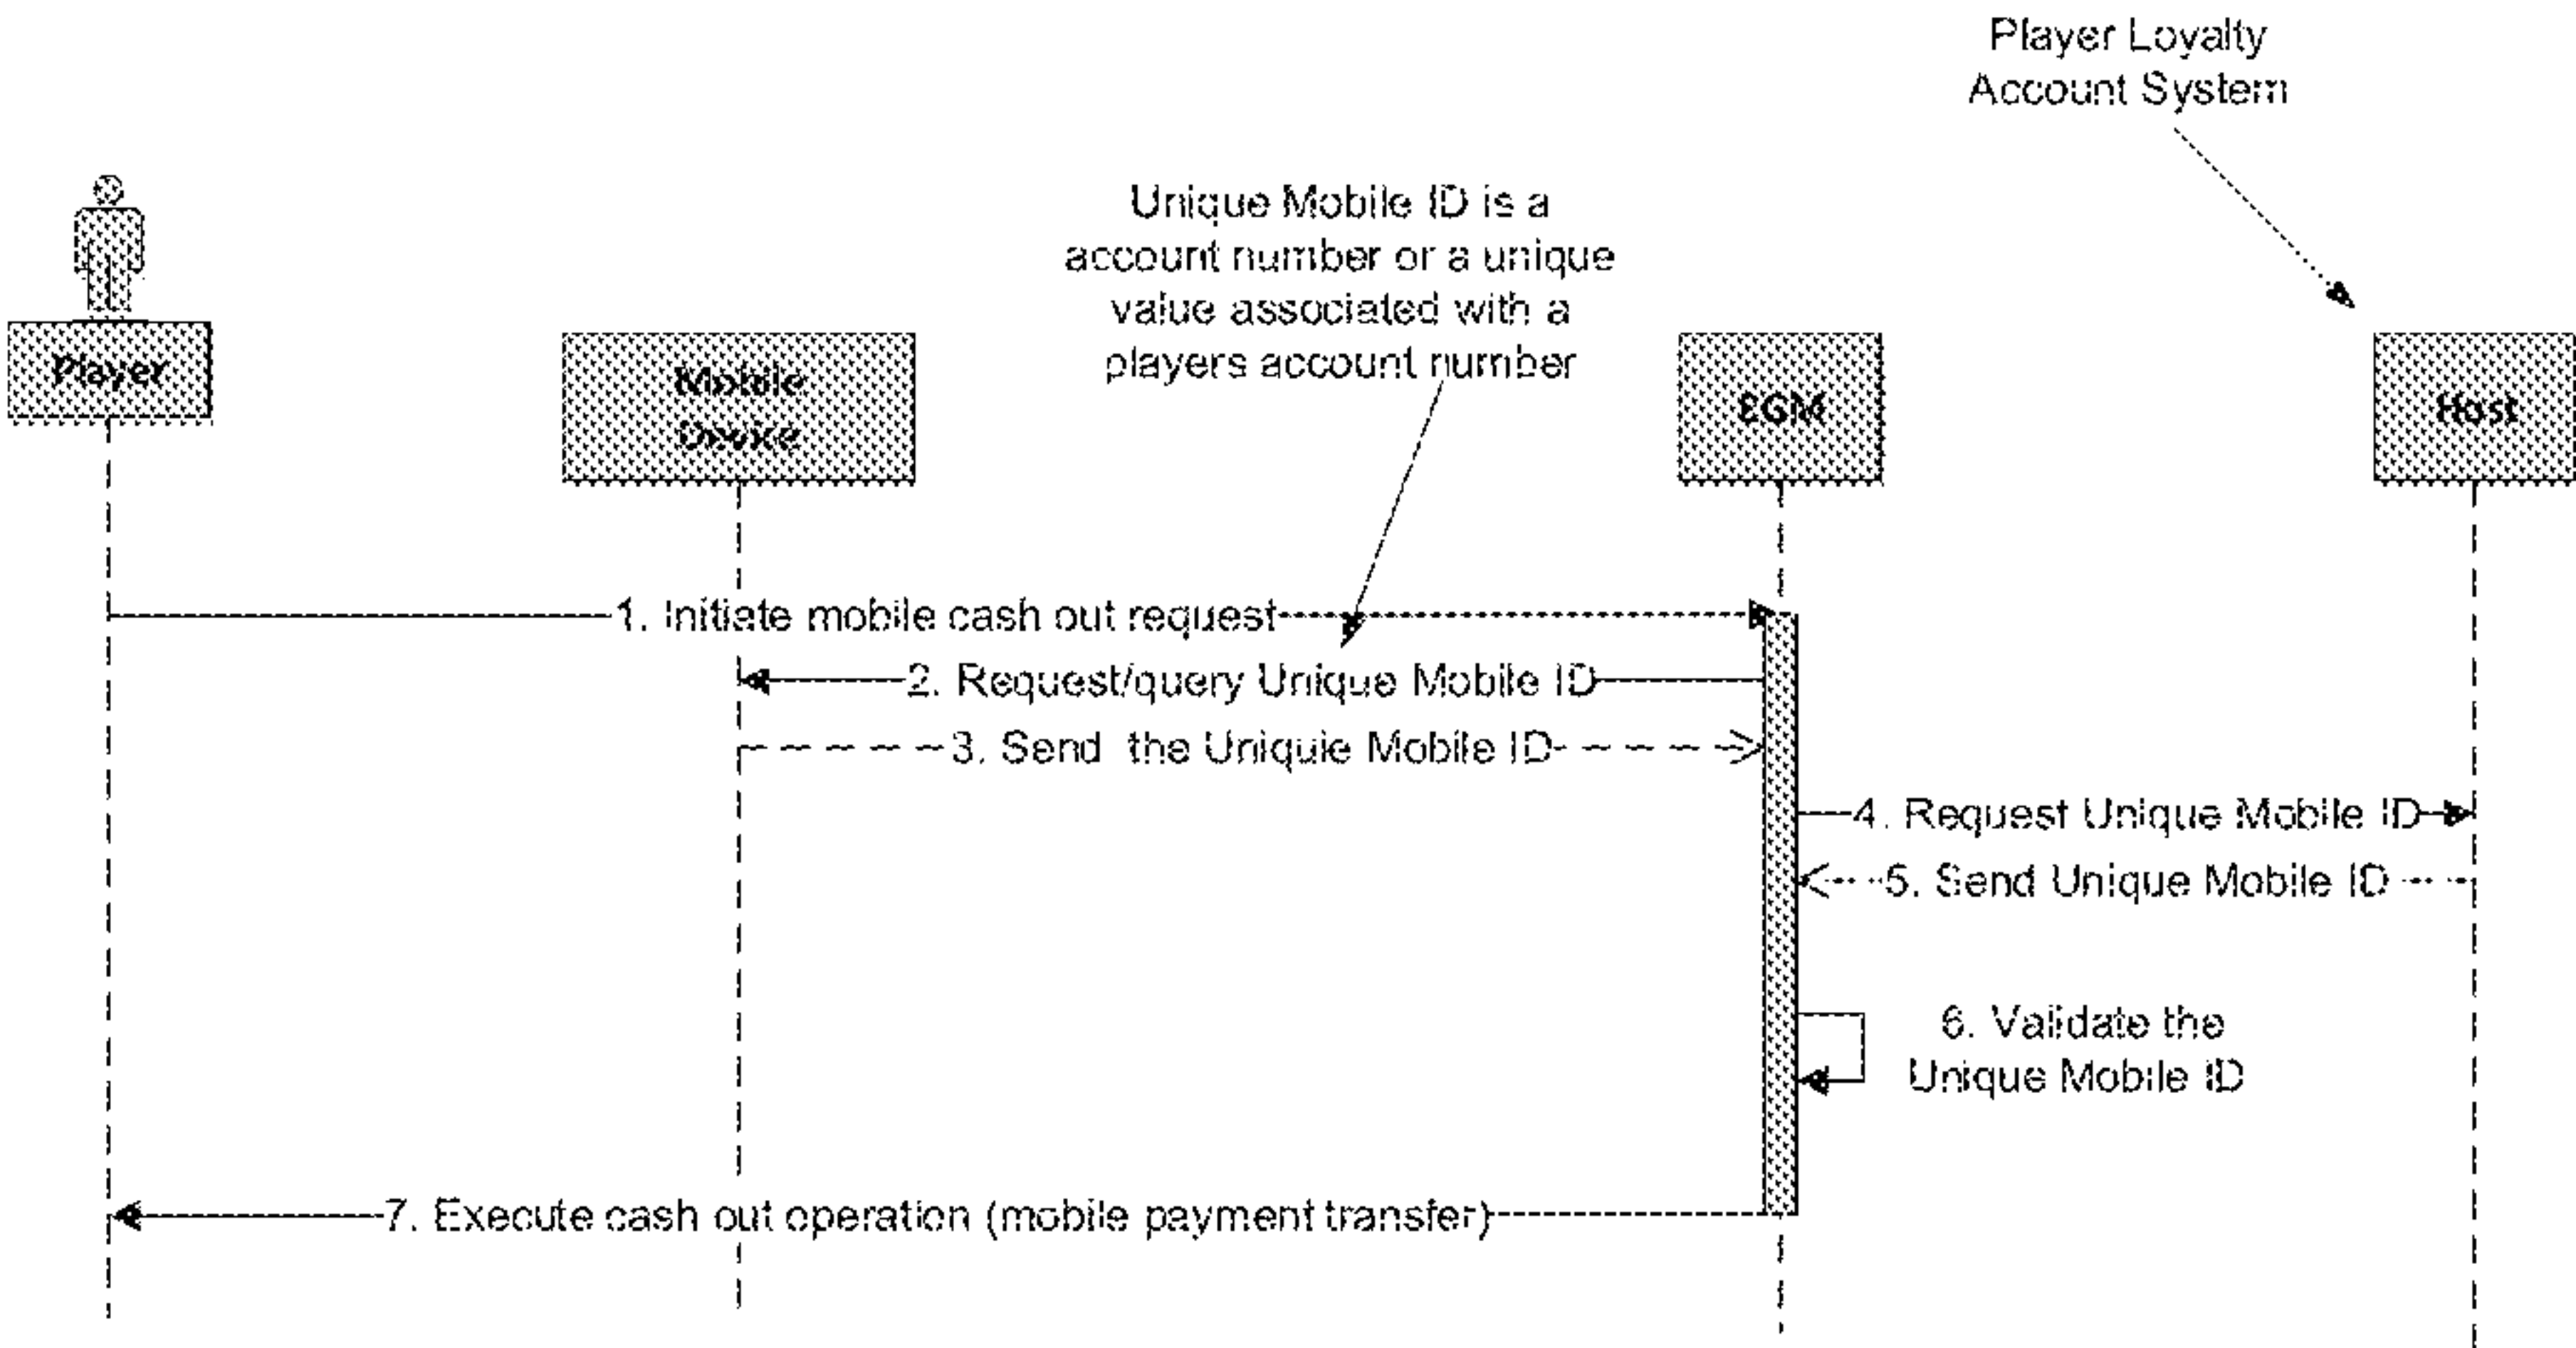 Player Loyalty
Account System
Unique Mobile ID is a
account number or a unique
value associated with a
players account number
Player
Mobile
Device
EGM
Host
1. Initiate mobile cash out request
2. Request/query Unique Mobile ID
3. Send the Uniquie Mobile ID
4. Request Unique Mobile ID
5. Send Unique Mobile ID
6. Validate the
Unique Mobile ID
7. Execute cash out operation (mobile payment transfer)